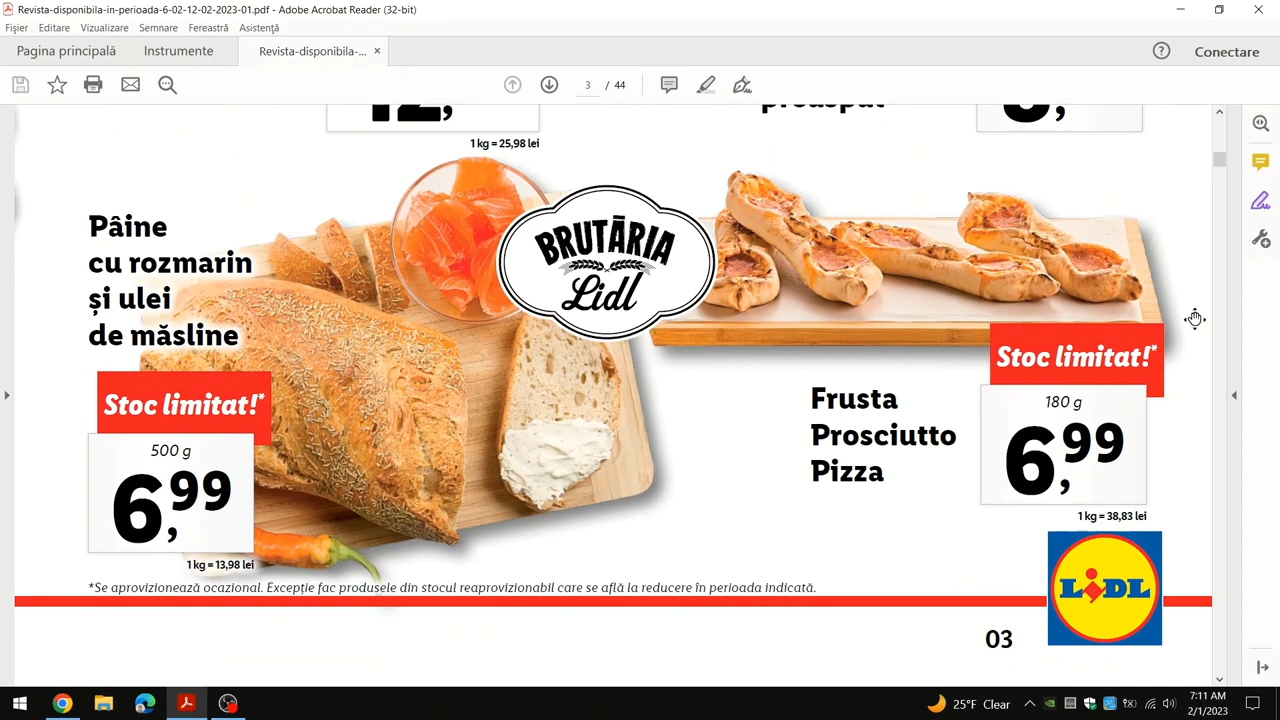 Revista-disponibila-in-perioada-6-02-12-02-2023-01.pdf - Adobe Acrobat Reader (32-bit)
Fișier Editare Vizualizare Semnare Fereastră Asistență
Pagina principală Instrumente Revista-disponibila-... × Conectare
3 / 44
12,
proaspăt
1 kg = 25,98 lei
Pâine
cu rozmarin
și ulei
de măsline
BRUTĂRIA
Lidl
Stoc limitat!*
500 g
6,99
1 kg = 13,98 lei
Stoc limitat!*
Frusta
Prosciutto
Pizza
180 g
6,99
1 kg = 38,83 lei
*Se aprovizionează ocazional. Excepție fac produsele din stocul reaprovizionabil care se află la reducere în perioada indicată.
LIDL
03
25°F Clear
7:11 AM
2/1/2023